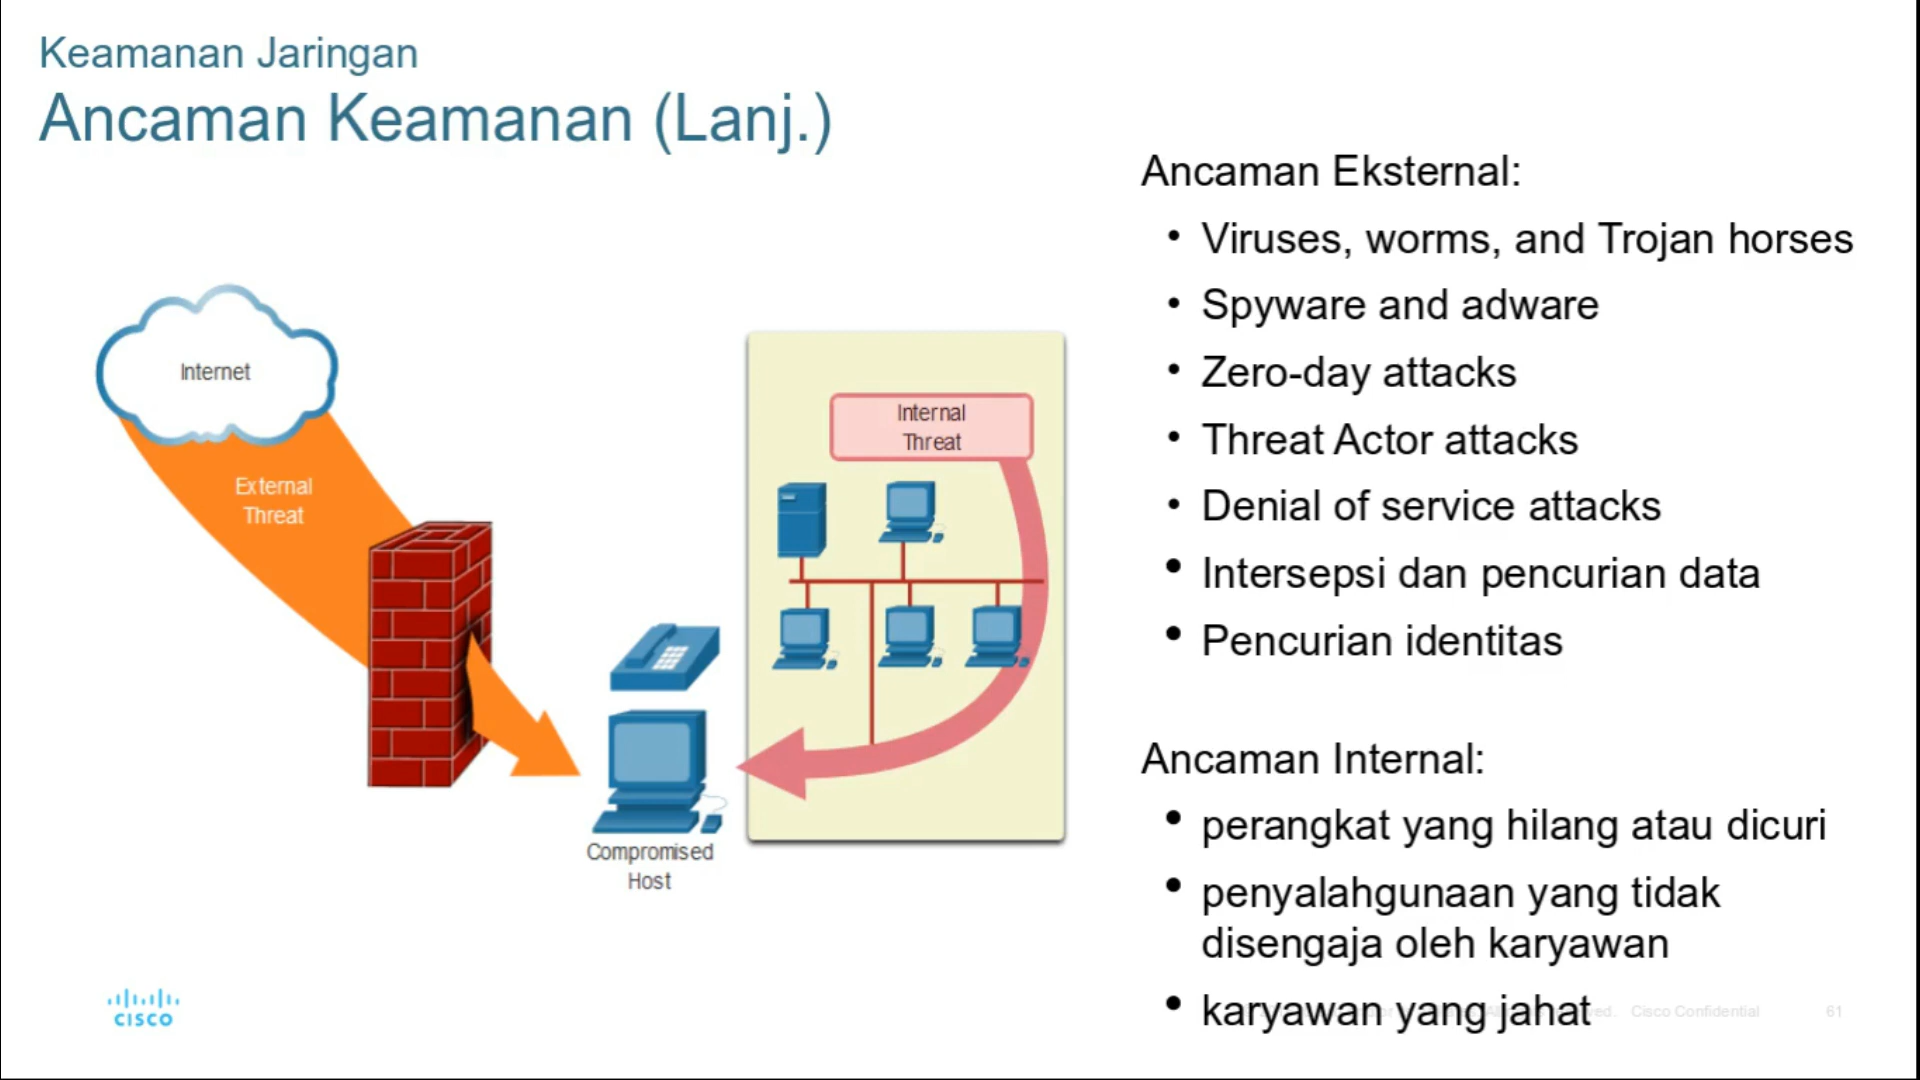 Keamanan Jaringan
Ancaman Keamanan (Lanj.)
Internet
External
Threat
Internal
Threat
Compromised
Host
Ancaman Eksternal:
• Viruses, worms, and Trojan horses
• Spyware and adware
• Zero-day attacks
• Threat Actor attacks
• Denial of service attacks
• Intersepsi dan pencurian data
• Pencurian identitas
Ancaman Internal:
• perangkat yang hilang atau dicuri
• penyalahgunaan yang tidak
disengaja oleh karyawan
• karyawan yang jahat
CISCO
Cisco Confidential
61